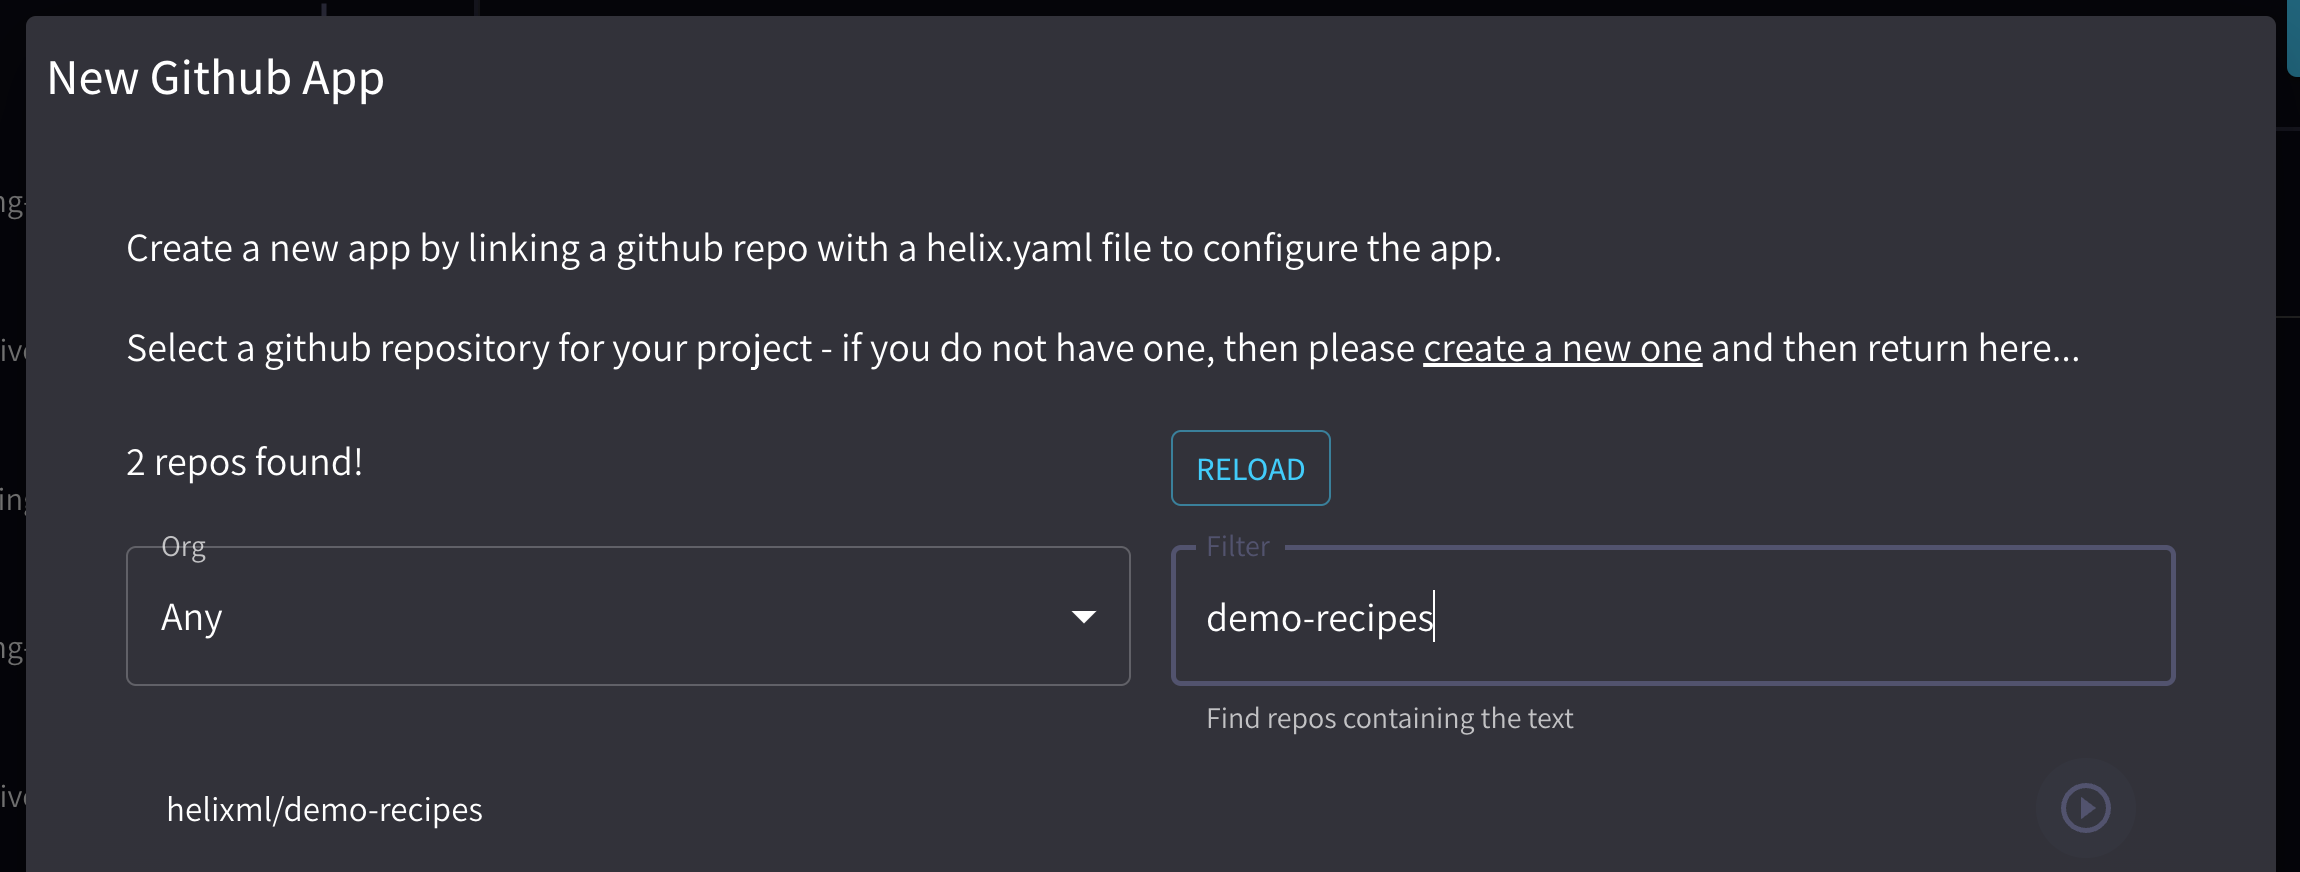 New Github App
Create a new app by linking a github repo with a helix.yaml file to configure the app.
Select a github repository for your project - if you do not have one, then please create a new one and then return here...
2 repos found!
RELOAD
Org
Any
Filter
demo-recipes
Find repos containing the text
helixml/demo-recipes